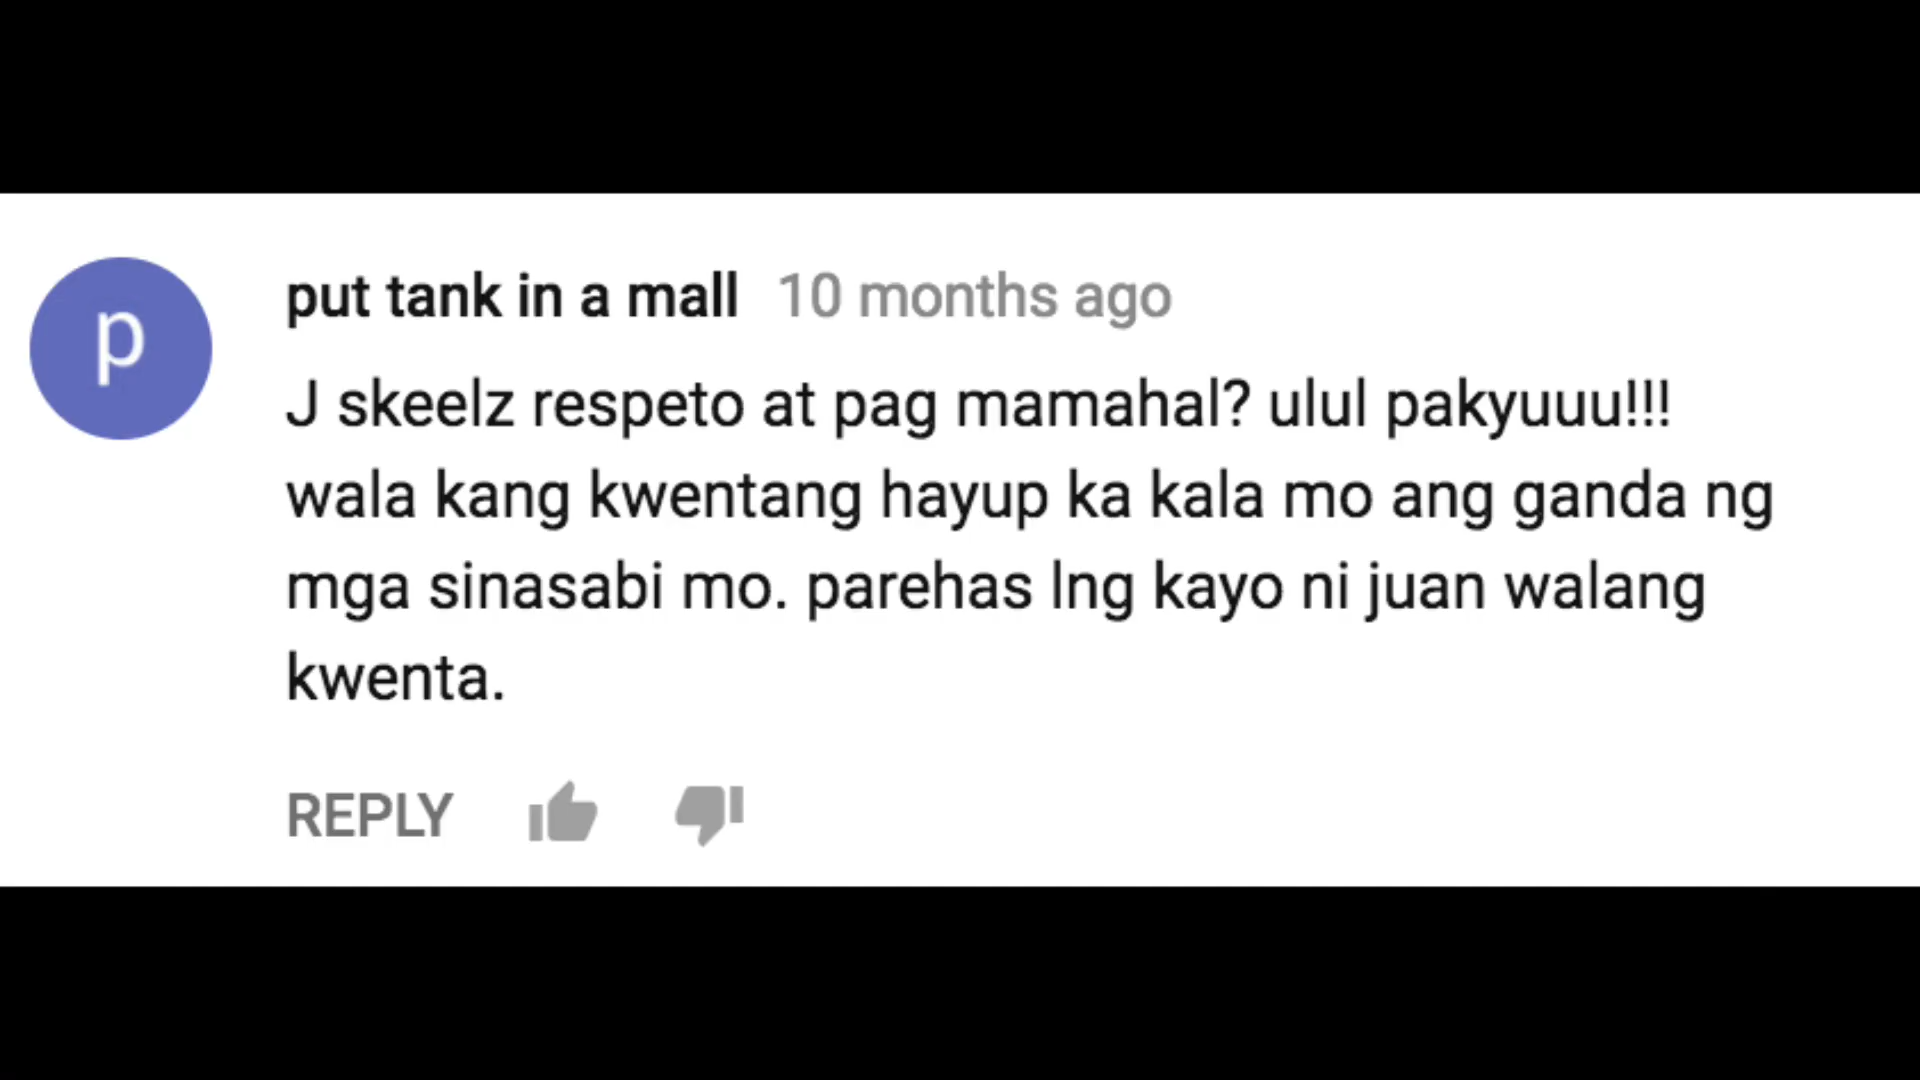 p
put tank in a mall 10 months ago
J skeelz respeto at pag mamahal? ulul pakyuuu!!!
wala kang kwentang hayup ka kala mo ang ganda ng
mga sinasabi mo. parehas lng kayo ni juan walang
kwenta.
REPLY